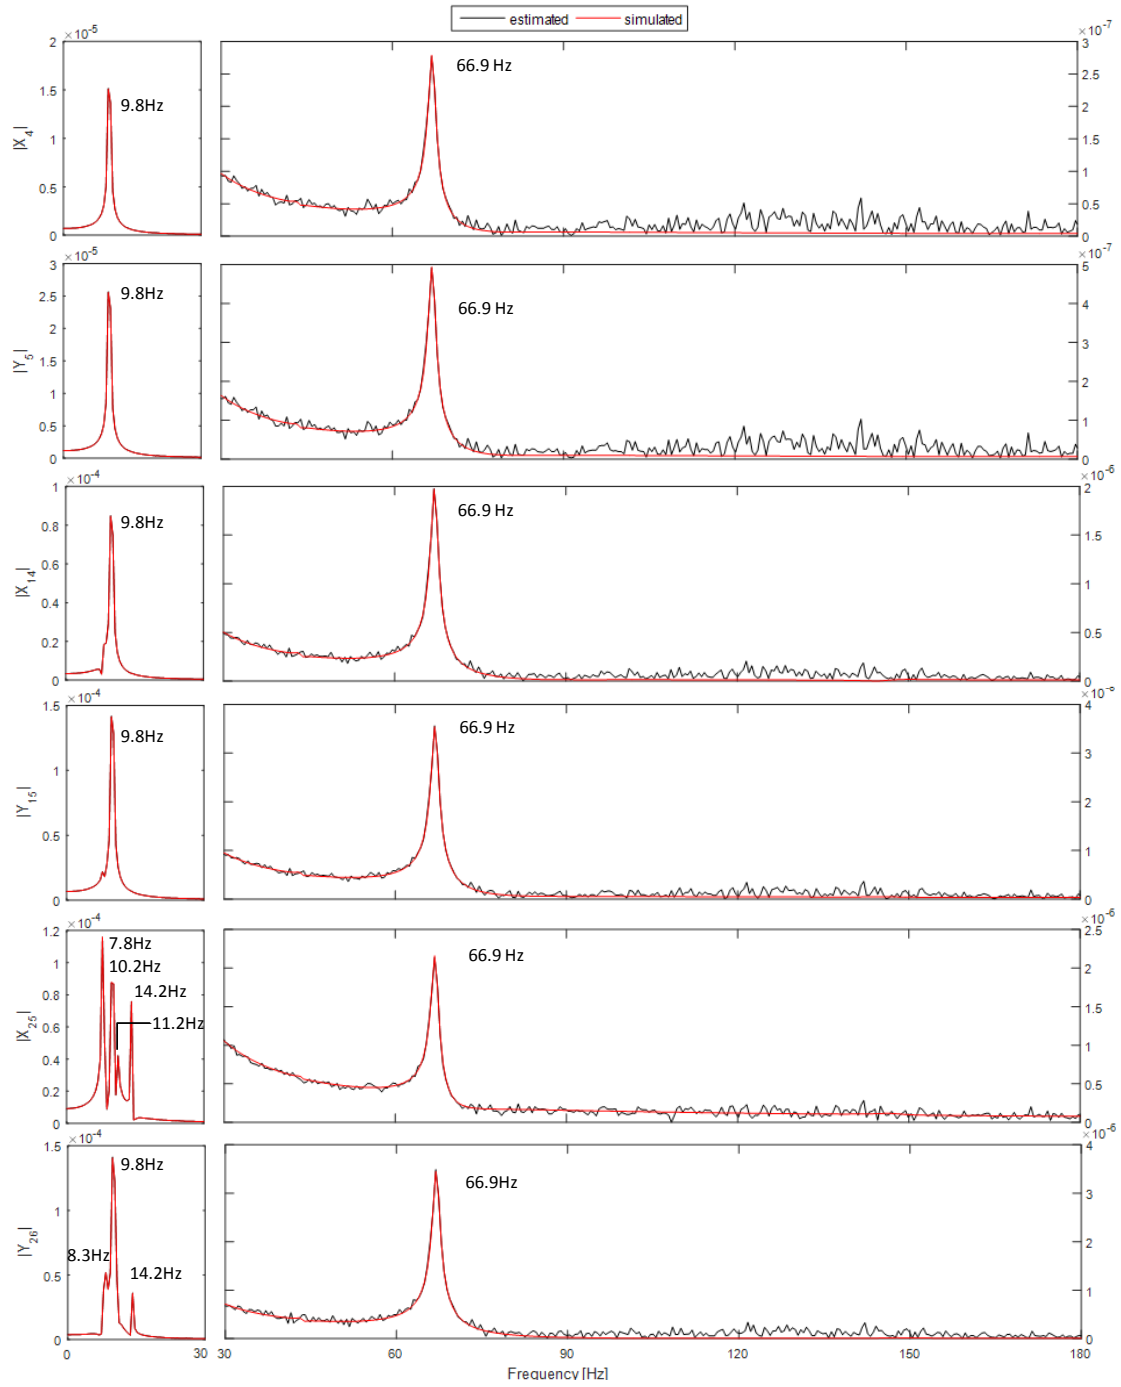 estimated simulated
×10⁻⁵ ×10⁻⁷
2 3
9.8Hz 66.9 Hz
1.5 2.5
2
|X₄| 1 1.5
1
0.5 0.5
0 0
×10⁻⁵ ×10⁻⁷
3 5
9.8Hz 66.9 Hz
2.5 4
2
|Y₅| 1.5 3
1 2
0.5 1
0 0
×10⁻⁴ ×10⁻⁶
1 2
9.8Hz 66.9 Hz
0.8 1.5
0.6
|X₁₄| 0.4 1
0.2 0.5
0 0
×10⁻⁴
1.5 4
9.8Hz 66.9 Hz
1 3
|Y₁₅| 2
0.5 1
0 0
×10⁻⁴ ×10⁻⁶
1.2 2.5
7.8Hz 66.9 Hz
10.2Hz
1 2
14.2Hz
0.8 1.5
11.2Hz
|X₂₅| 0.6
0.4 1
0.2 0.5
0 0
×10⁻⁴ ×10⁻⁶
1.5 4
9.8Hz 66.9Hz
1 3
|Y₂₆| 2
8.3Hz 14.2Hz
0.5 1
0 0
0 30 30 60 90 120 150 180
Frequency [Hz]